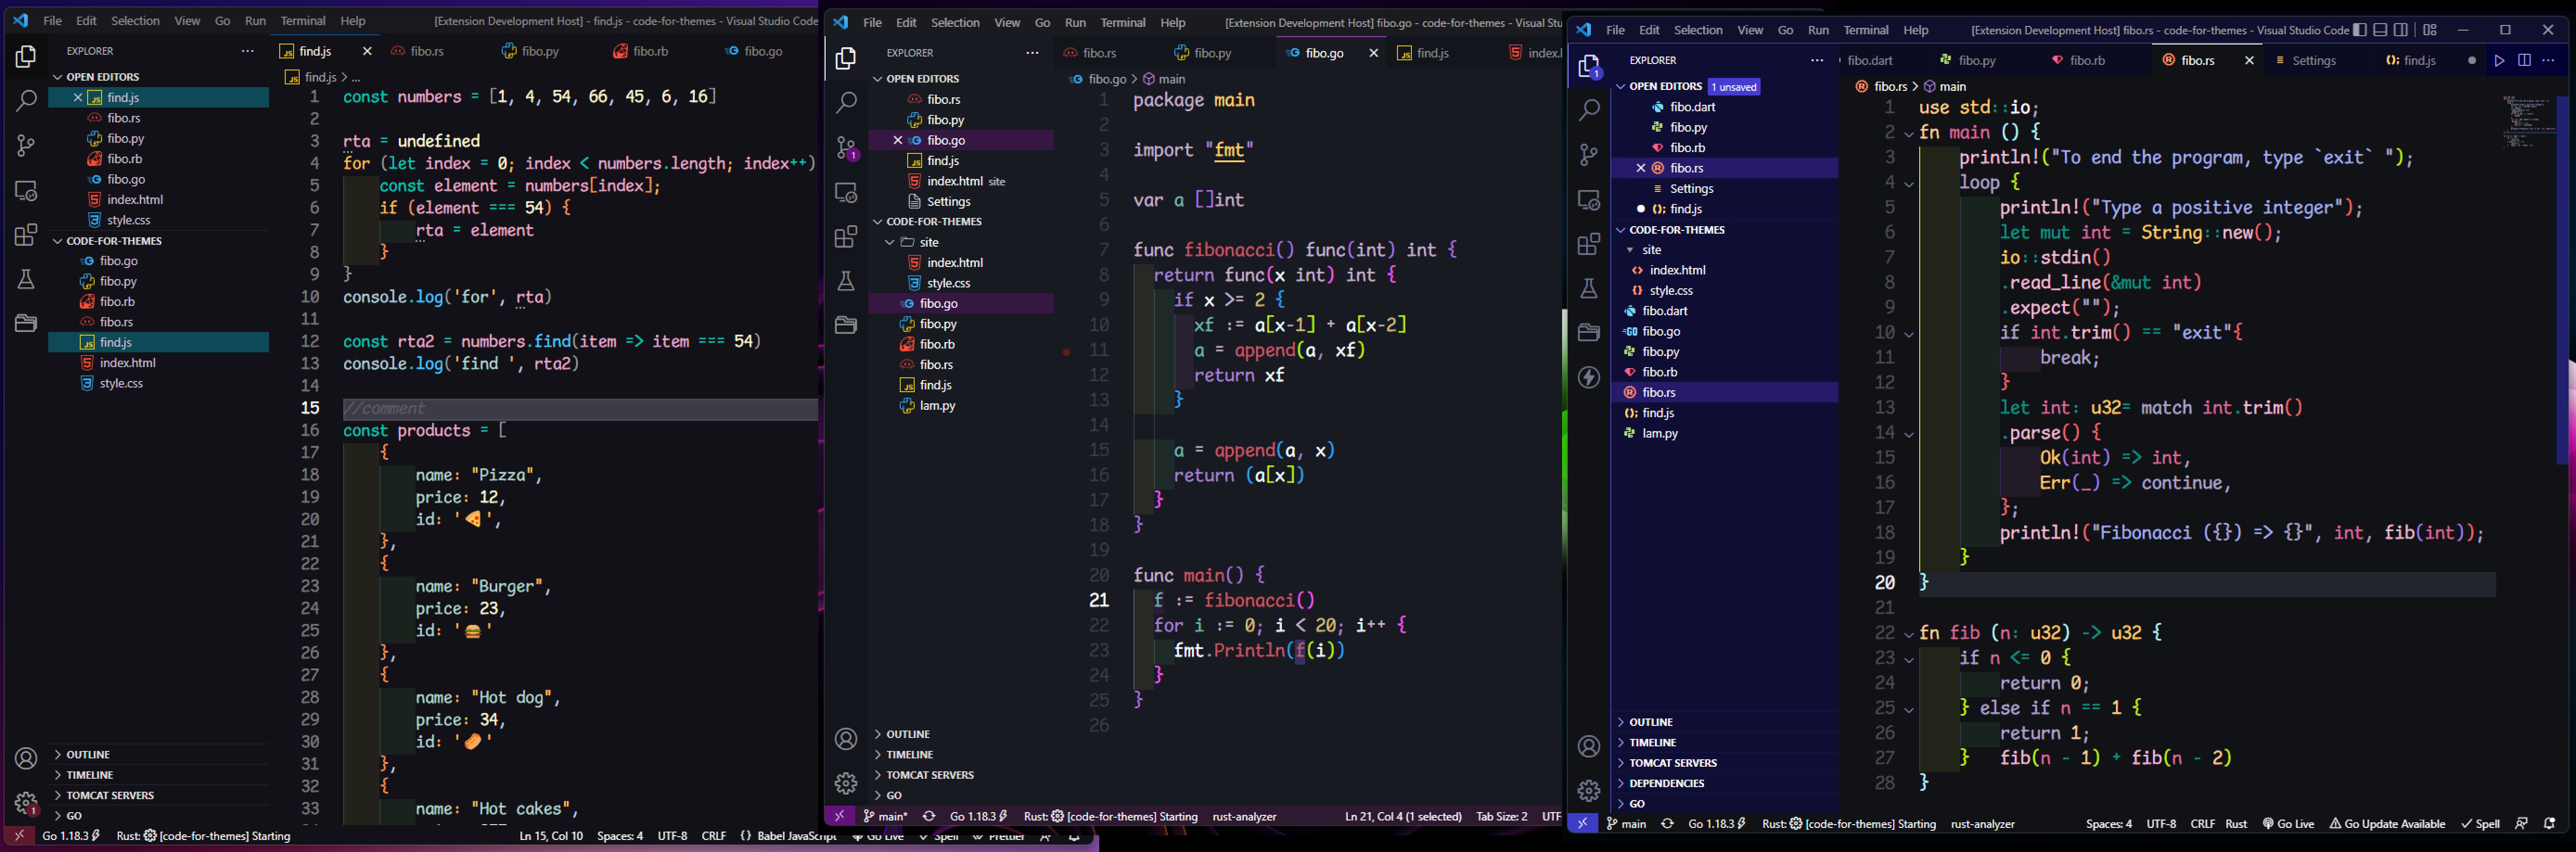 File Edit Selection View Go Run Terminal Help [Extension Development Host] - find.js - code-for-themes - Visual Studio Code
EXPLORER
OPEN EDITORS
find.js
fibo.rs
fibo.py
fibo.rb
fibo.go
index.html
style.css
CODE-FOR-THEMES
fibo.go
fibo.py
fibo.rb
fibo.rs
find.js
index.html
style.css
OUTLINE
TIMELINE
TOMCAT SERVERS
GO
1
find.js fibo.rs fibo.py fibo.rb fibo.go
find.js > ...
1 const numbers = [1, 4, 54, 66, 45, 6, 16]
2
3 rta = undefined
4 for (let index = 0; index < numbers.length; index++)
5 const element = numbers[index];
6 if (element === 54) {
7 rta = element
8 }
9 }
10 console.log('for', rta)
11
12 const rta2 = numbers.find(item => item === 54)
13 console.log('find ', rta2)
14
15 //comment
16 const products = [
17 {
18 name: "Pizza",
19 price: 12,
20 id: '🍕',
21 },
22 {
23 name: "Burger",
24 price: 23,
25 id: '🍔'
26 },
27 {
28 name: "Hot dog",
29 price: 34,
30 id: '🌭'
31 },
32 {
33 name: "Hot cakes",
Go 1.18.3 Rust: [code-for-themes] Starting Ln 15, Col 10 Spaces: 4 UTF-8 CRLF {} Babel JavaScript Go Live Spell Prettier
File Edit Selection View Go Run Terminal Help [Extension Development Host] fibo.go - code-for-themes - Visual Stu
EXPLORER
OPEN EDITORS
fibo.rs
fibo.py
fibo.go
find.js
index.html site
Settings
CODE-FOR-THEMES
site
index.html
style.css
fibo.go
fibo.py
fibo.rb
fibo.rs
find.js
lam.py
OUTLINE
TIMELINE
TOMCAT SERVERS
GO
1
fibo.rs fibo.py fibo.go find.js index.h
fibo.go > main
1 package main
2
3 import "fmt"
4
5 var a []int
6
7 func fibonacci() func(int) int {
8 return func(x int) int {
9 if x >= 2 {
10 xf := a[x-1] + a[x-2]
11 a = append(a, xf)
12 return xf
13 }
14
15 a = append(a, x)
16 return (a[x])
17 }
18 }
19
20 func main() {
21 f := fibonacci()
22 for i := 0; i < 20; i++ {
23 fmt.Println(f(i))
24 }
25 }
26
main* Go 1.18.3 Rust: [code-for-themes] Starting rust-analyzer Ln 21, Col 4 (1 selected) Tab Size: 2 UTF-
File Edit Selection View Go Run Terminal Help [Extension Development Host] fibo.rs - code-for-themes - Visual Studio Code
EXPLORER
OPEN EDITORS 1 unsaved
fibo.dart
fibo.py
fibo.rb
fibo.rs
Settings
find.js
CODE-FOR-THEMES
site
index.html
style.css
fibo.dart
fibo.go
fibo.py
fibo.rb
fibo.rs
find.js
lam.py
OUTLINE
TIMELINE
TOMCAT SERVERS
DEPENDENCIES
GO
1
fibo.dart fibo.py fibo.rb fibo.rs Settings find.js
fibo.rs > main
1 use std::io;
2 fn main () {
3 println!("To end the program, type `exit` ");
4 loop {
5 println!("Type a positive integer");
6 let mut int = String::new();
7 io::stdin()
8 .read_line(&mut int)
9 .expect("");
10 if int.trim() == "exit"{
11 break;
12 }
13 let int: u32= match int.trim()
14 .parse() {
15 Ok(int) => int,
16 Err(_) => continue,
17 };
18 println!("Fibonacci ({}) => {}", int, fib(int));
19 }
20 }
21
22 fn fib (n: u32) -> u32 {
23 if n <= 0 {
24 return 0;
25 } else if n == 1 {
26 return 1;
27 } fib(n - 1) + fib(n - 2)
28 }
main Go 1.18.3 Rust: [code-for-themes] Starting rust-analyzer Spaces: 4 UTF-8 CRLF Rust Go Live Go Update Available Spell